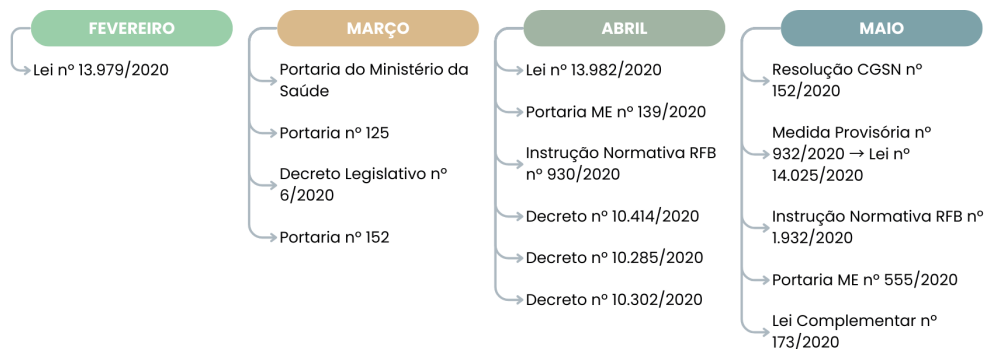 FEVEREIRO
Lei nº 13.979/2020
MARÇO
Portaria do Ministério da
Saúde
Portaria nº 125
Decreto Legislativo nº
6/2020
Portaria nº 152
ABRIL
Lei nº 13.982/2020
Portaria ME nº 139/2020
Instrução Normativa RFB
nº 930/2020
Decreto nº 10.414/2020
Decreto nº 10.285/2020
Decreto nº 10.302/2020
MAIO
Resolução CGSN nº
152/2020
Medida Provisória nº
932/2020 → Lei nº
14.025/2020
Instrução Normativa RFB nº
1.932/2020
Portaria ME nº 555/2020
Lei Complementar nº
173/2020